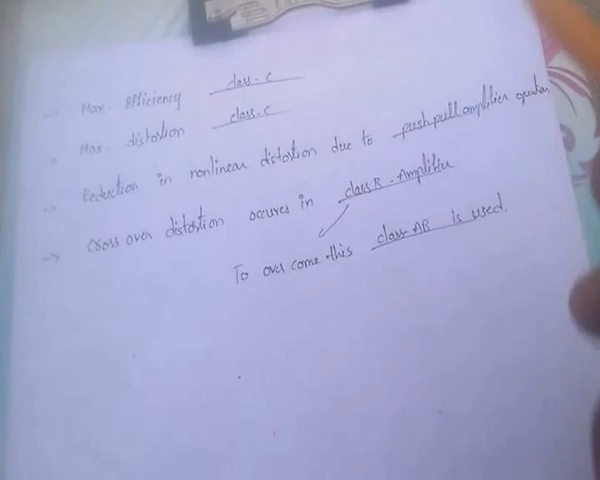 → Max. Efficiency class-c
→ Max. distortion class-c
→ Reduction in nonlinear distortion due to push pull amplifier operation
→ cross over distortion occures in class B - Amplifier
To over come this class AB is used.